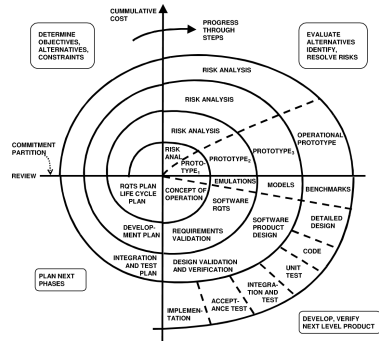 CUMMULATIVE
COST
PROGRESS
THROUGH
STEPS
DETERMINE
OBJECTIVES,
ALTERNATIVES,
CONSTRAINTS
EVALUATE
ALTERNATIVES
IDENTIFY,
RESOLVE RISKS
RISK ANALYSIS
RISK ANALYSIS
RISK ANALYSIS
RISK
ANAL.
PROTO-
TYPE1
PROTOTYPE2
PROTOTYPE3
OPERATIONAL
PROTOTYPE
COMMITMENT
PARTITION
REVIEW
RQTS PLAN
LIFE CYCLE
PLAN
CONCEPT OF
OPERATION
EMULATIONS
MODELS
BENCHMARKS
SOFTWARE
RQTS
SOFTWARE
PRODUCT
DESIGN
DETAILED
DESIGN
DEVELOP-
MENT PLAN
REQUIREMENTS
VALIDATION
CODE
INTEGRATION
AND TEST
PLAN
DESIGN VALIDATION
AND VERIFICATION
UNIT
TEST
INTEGRA-
TION AND
TEST
ACCEPT-
ANCE TEST
IMPLEMEN-
TATION
PLAN NEXT
PHASES
DEVELOP, VERIFY
NEXT LEVEL PRODUCT